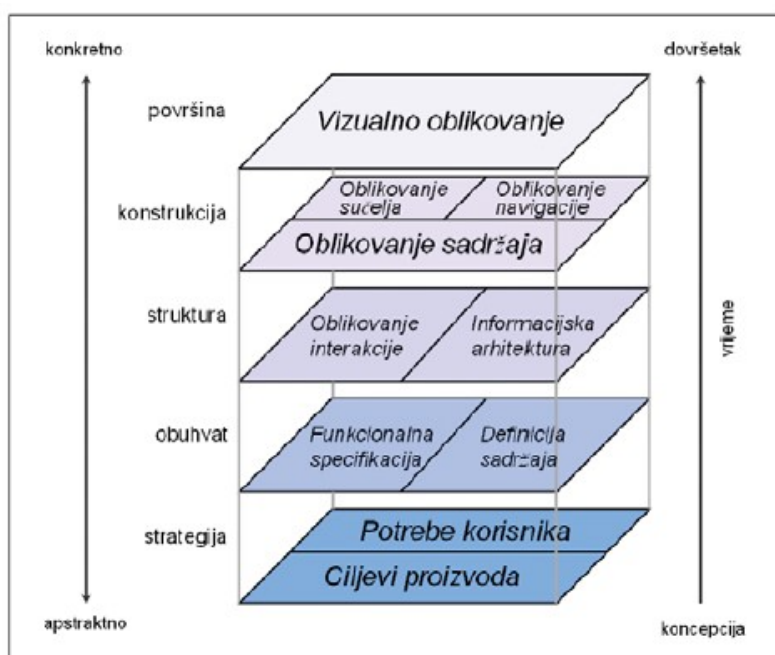 konkretno
dovršetak
površina
Vizualno oblikovanje
konstrukcija
Oblikovanje
sučelja
Oblikovanje
navigacije
Oblikovanje sadržaja
struktura
Oblikovanje
interakcije
Informacijska
arhitektura
vrijeme
obuhvat
Funkcionalna
specifikacija
Definicija
sadržaja
strategija
Potrebe korisnika
Ciljevi proizvoda
apstraktno
koncepcija